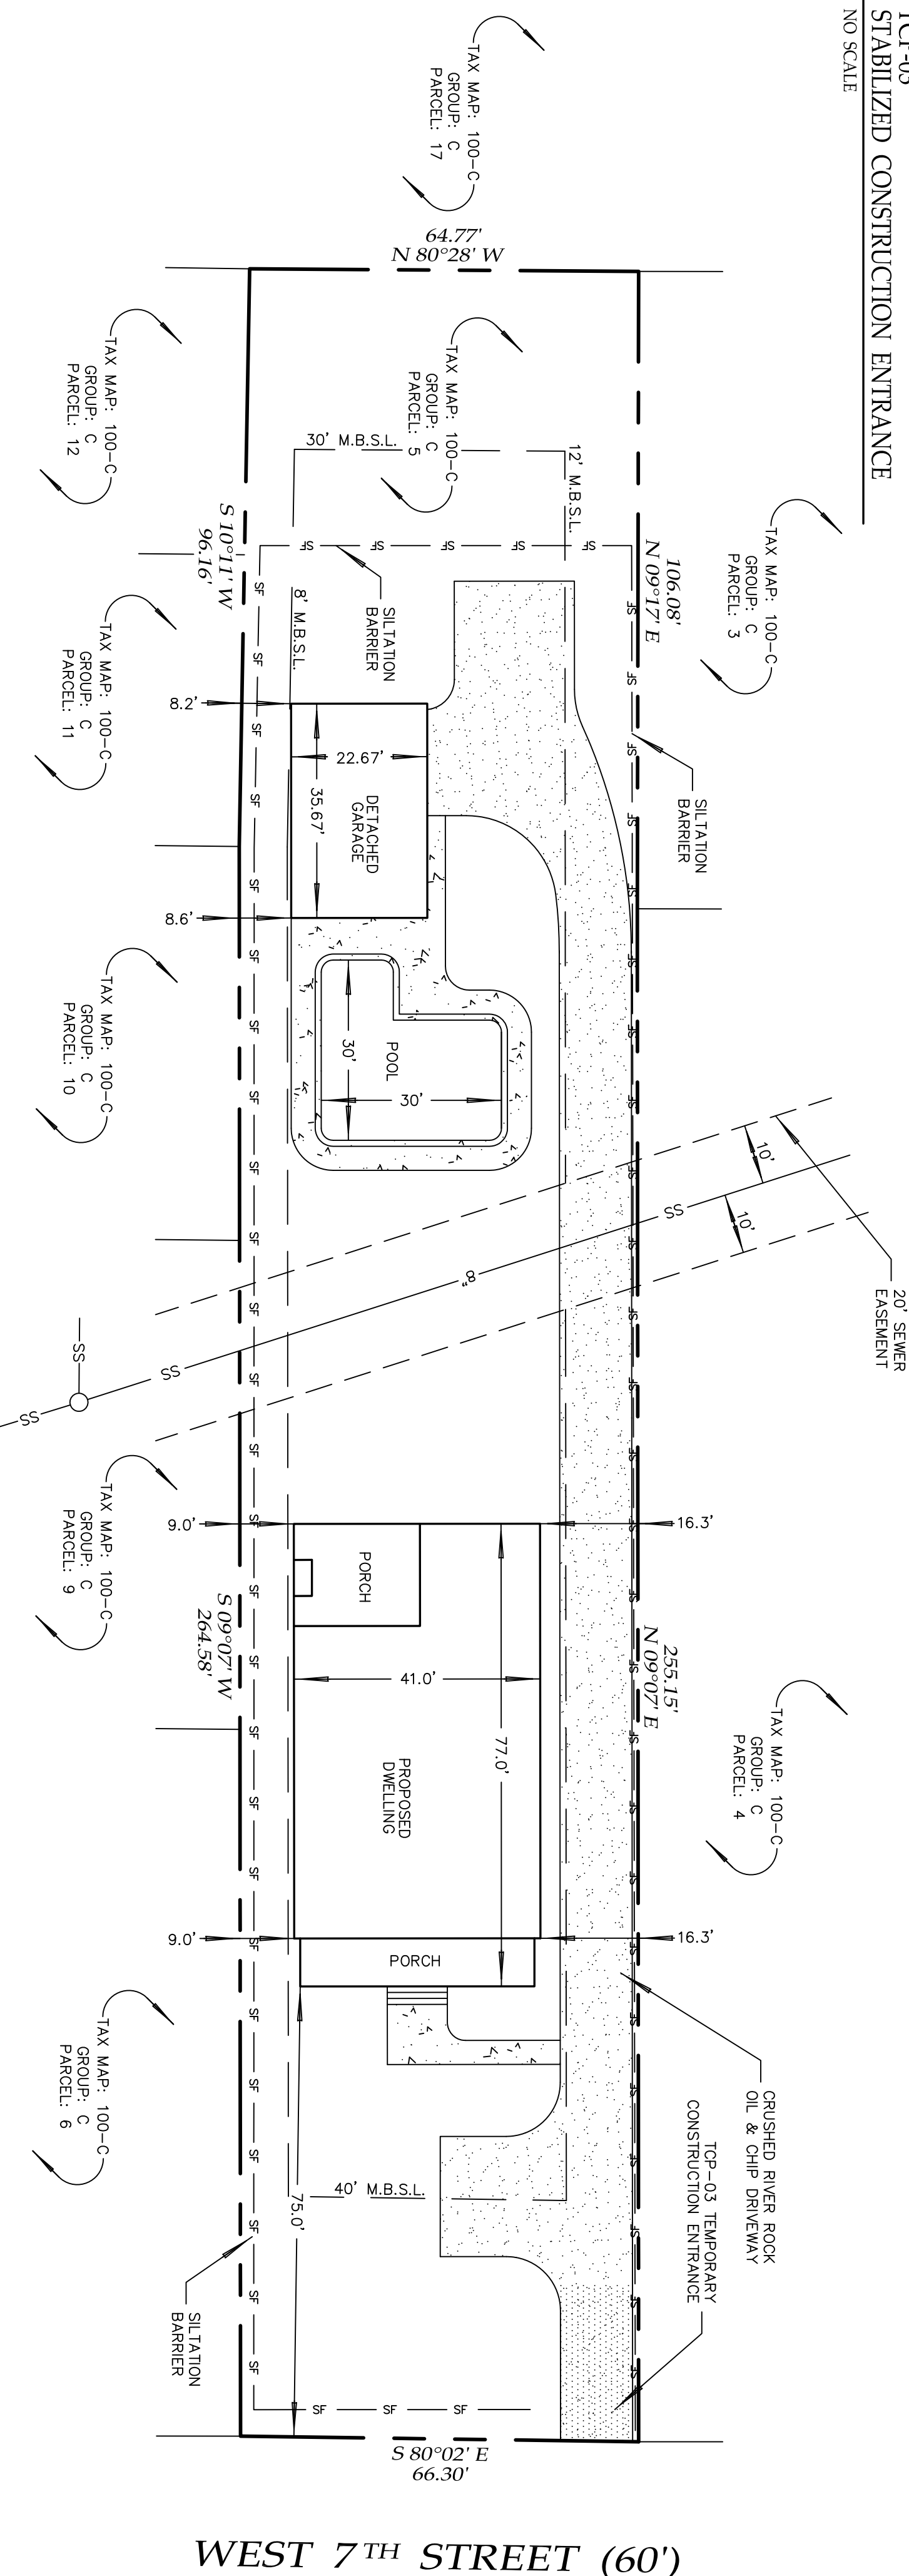 TCP-03
STABILIZED CONSTRUCTION ENTRANCE
NO SCALE
TAX MAP: 100-C
GROUP: C
PARCEL: 17
64.77'
N 80°28' W
TAX MAP: 100-C
GROUP: C
PARCEL: 12
TAX MAP: 100-C
GROUP: C
PARCEL: 5
30' M.B.S.L.
12' M.B.S.L.
TAX MAP: 100-C
GROUP: C
PARCEL: 3
106.08'
N 09°17' E
S 10°11' W
96.16'
SF SF SF SF SF
SILTATION
BARRIER
8' M.B.S.L.
TAX MAP: 100-C
GROUP: C
PARCEL: 11
8.2'
22.67'
35.67'
DETACHED
GARAGE
8.6'
SILTATION
BARRIER
TAX MAP: 100-C
GROUP: C
PARCEL: 10
POOL
30'
30'
10'
10'
20' SEWER
EASEMENT
SS
8"
SS
SS
SS
TAX MAP: 100-C
GROUP: C
PARCEL: 9
9.0'
16.3'
PORCH
S 09°07' W
264.58'
255.15'
N 09°07' E
41.0'
77.0'
PROPOSED
DWELLING
TAX MAP: 100-C
GROUP: C
PARCEL: 4
9.0'
16.3'
PORCH
TAX MAP: 100-C
GROUP: C
PARCEL: 6
CRUSHED RIVER ROCK
OIL & CHIP DRIVEWAY
TCP-03 TEMPORARY
CONSTRUCTION ENTRANCE
40' M.B.S.L.
75.0'
SILTATION
BARRIER
SF SF SF
S 80°02' E
66.30'
WEST 7TH STREET (60')